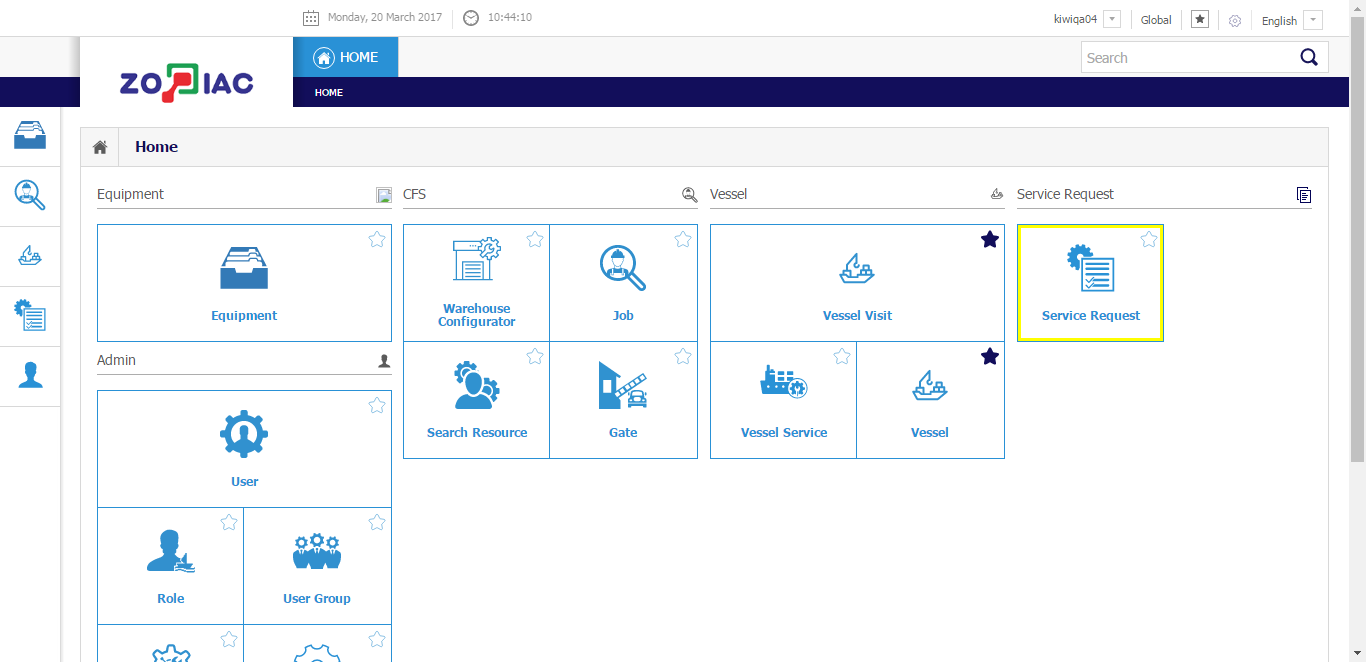 Monday, 20 March 2017
10:44:10
kiwiqa04
Global
English
HOME
Search
ZODIAC
HOME
Home
Equipment
CFS
Vessel
Service Request
Equipment
Warehouse
Configurator
Job
Vessel Visit
Service Request
Admin
Search Resource
Gate
Vessel Service
Vessel
User
Role
User Group